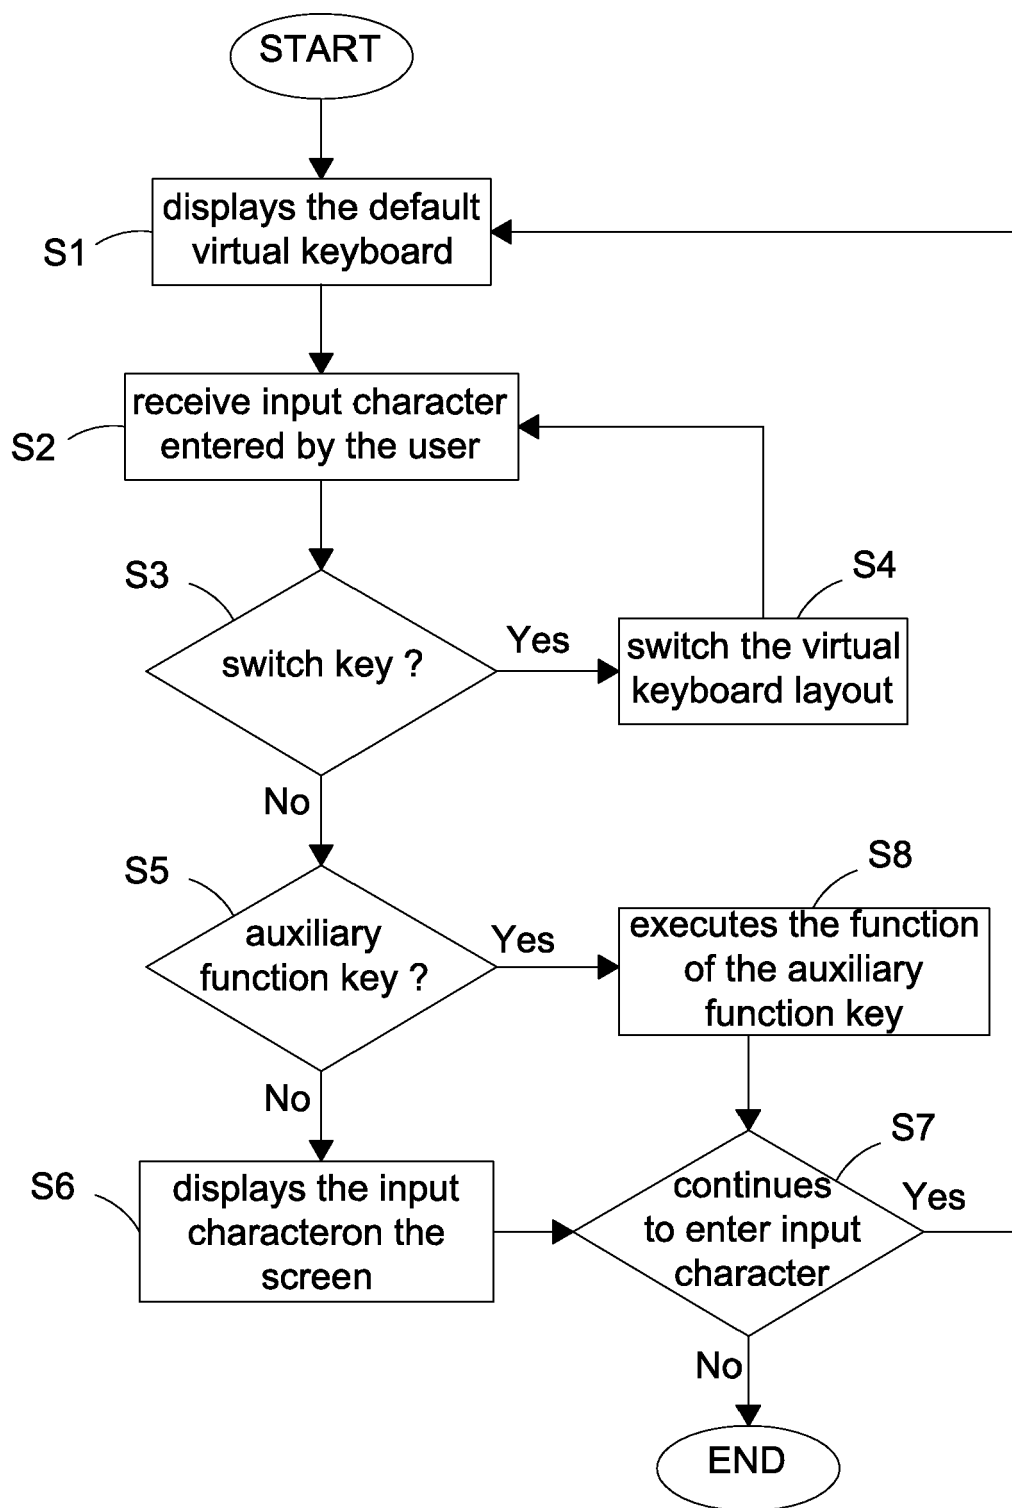 START
displays the default
virtual keyboard
S1
receive input character
entered by the user
S2
S3
switch key ?
Yes
S4
switch the virtual
keyboard layout
No
S5
auxiliary
function key ?
Yes
S8
executes the function
of the auxiliary
function key
No
S6
displays the input
characteron the
screen
S7
continues
to enter input
character
Yes
No
END